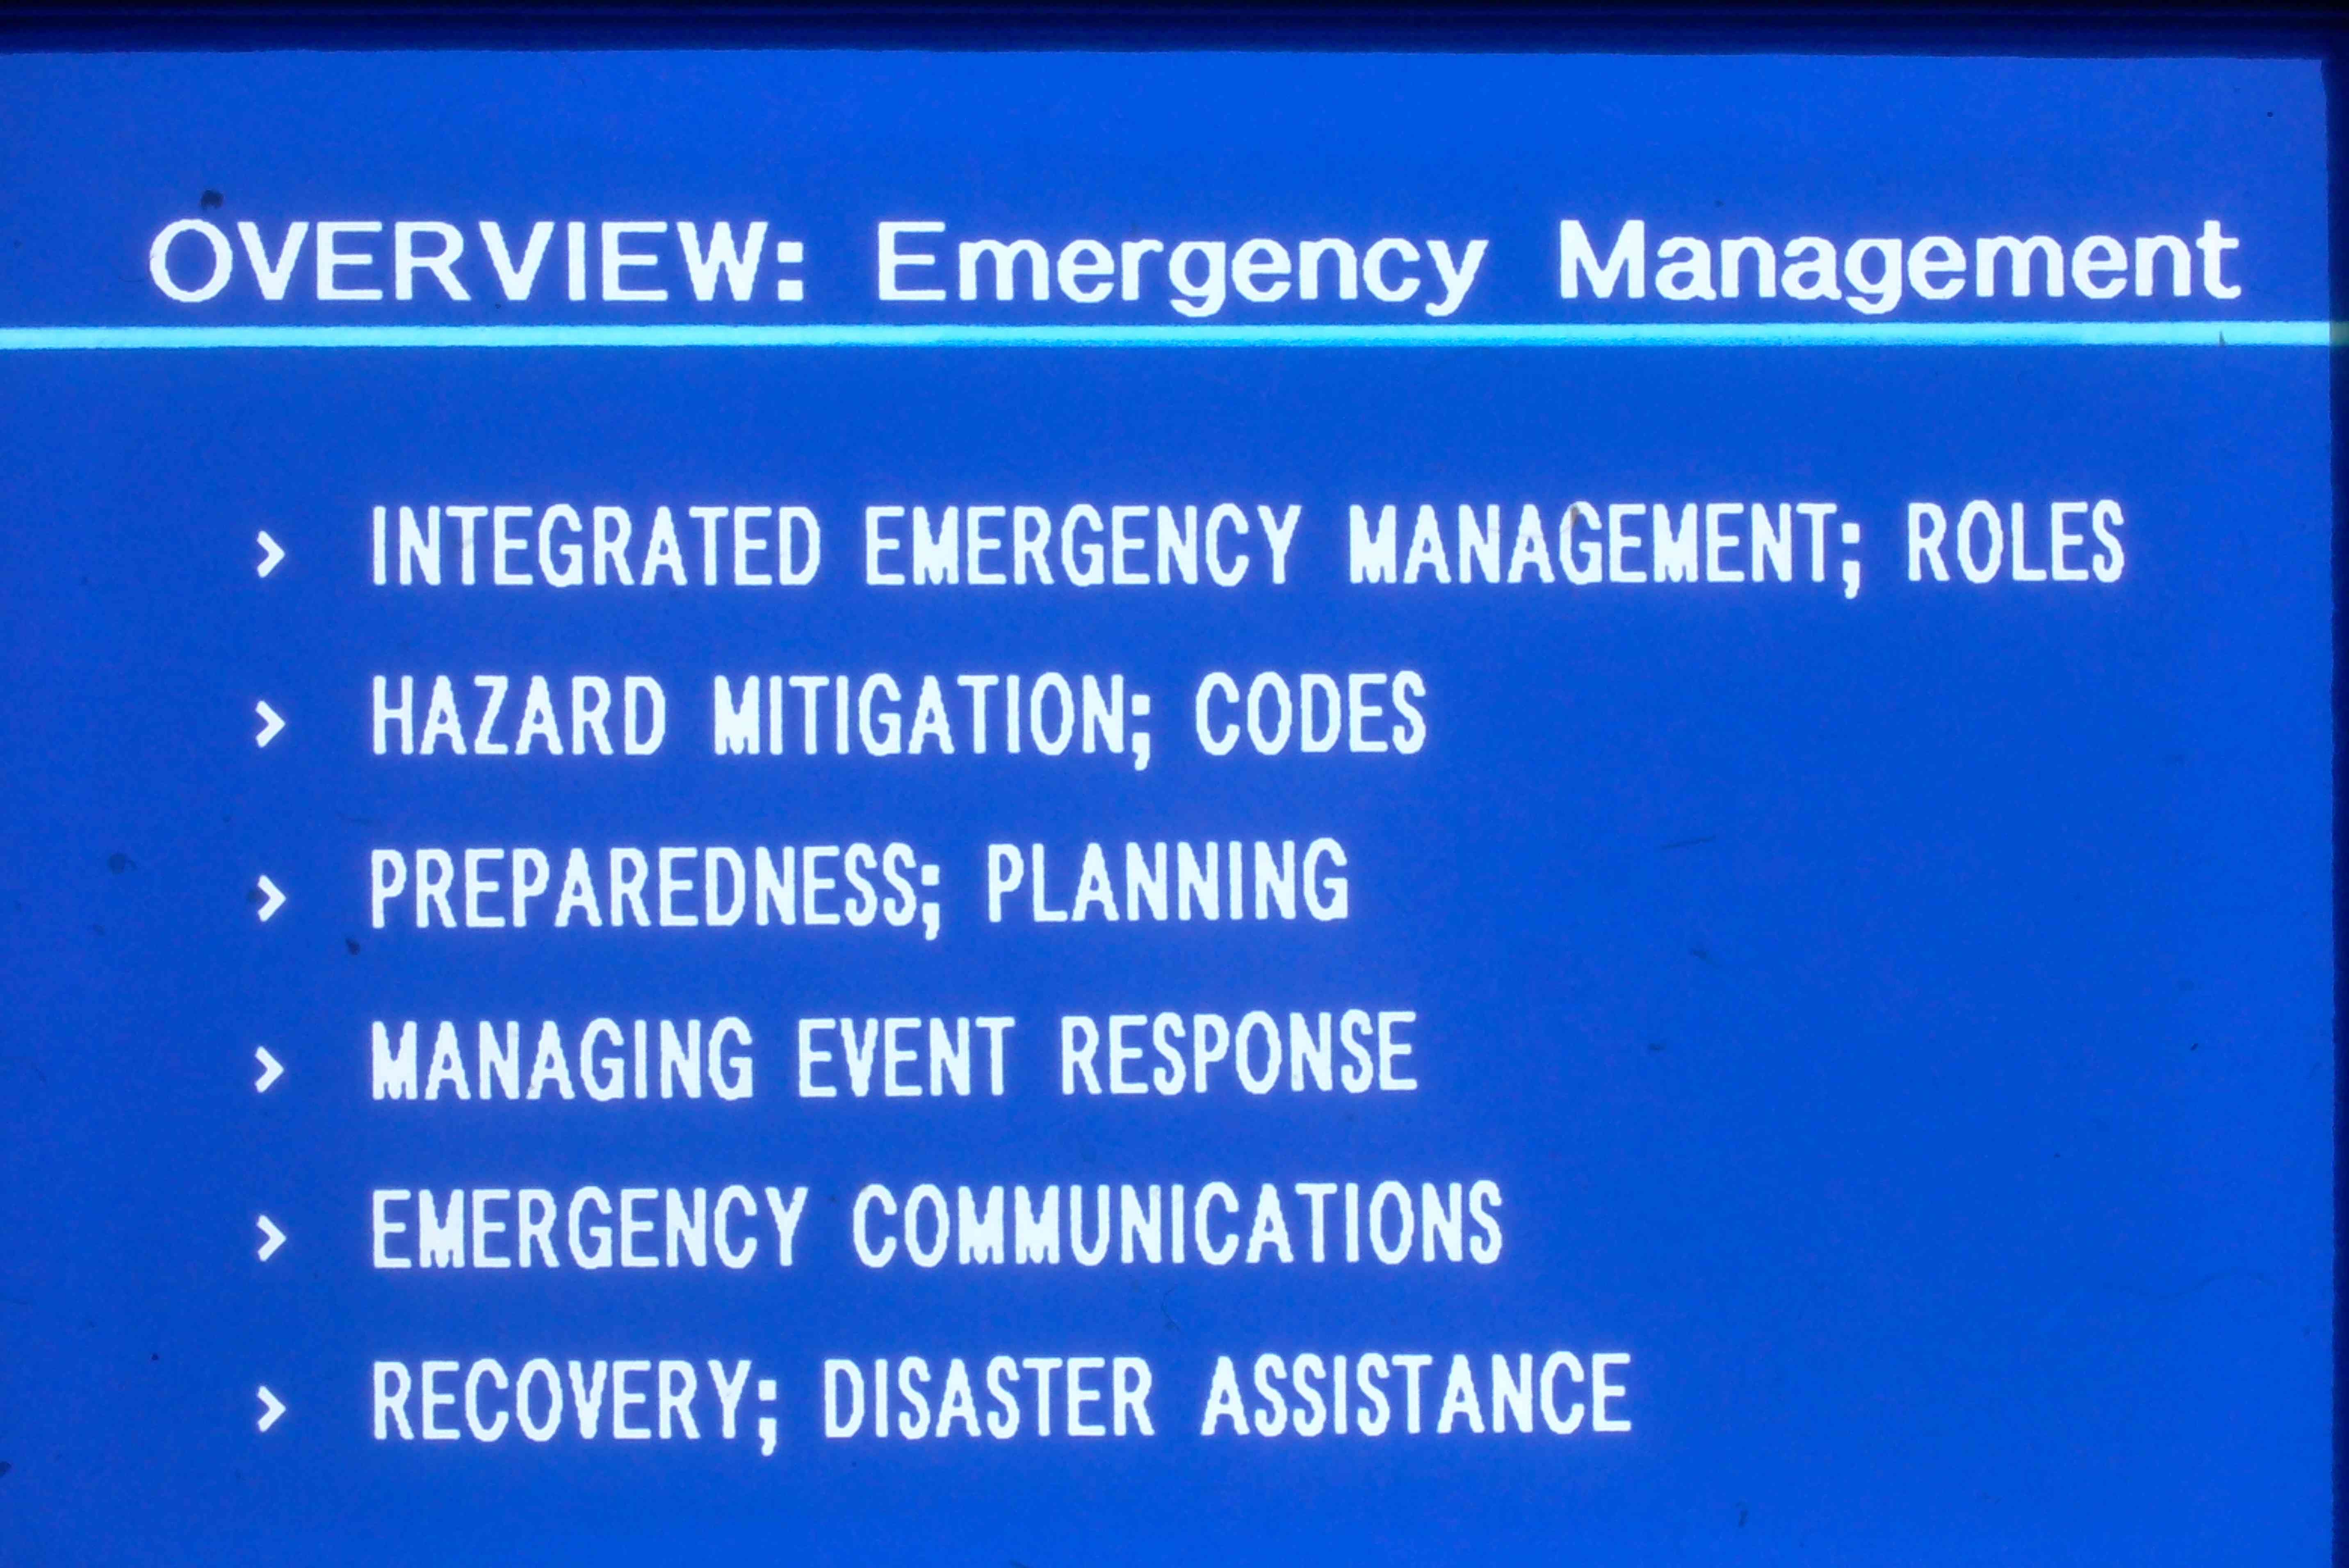 OVERVIEW: Emergency Management
> INTEGRATED EMERGENCY MANAGEMENT; ROLES
> HAZARD MITIGATION; CODES
> PREPAREDNESS; PLANNING
> MANAGING EVENT RESPONSE
> EMERGENCY COMMUNICATIONS
> RECOVERY; DISASTER ASSISTANCE